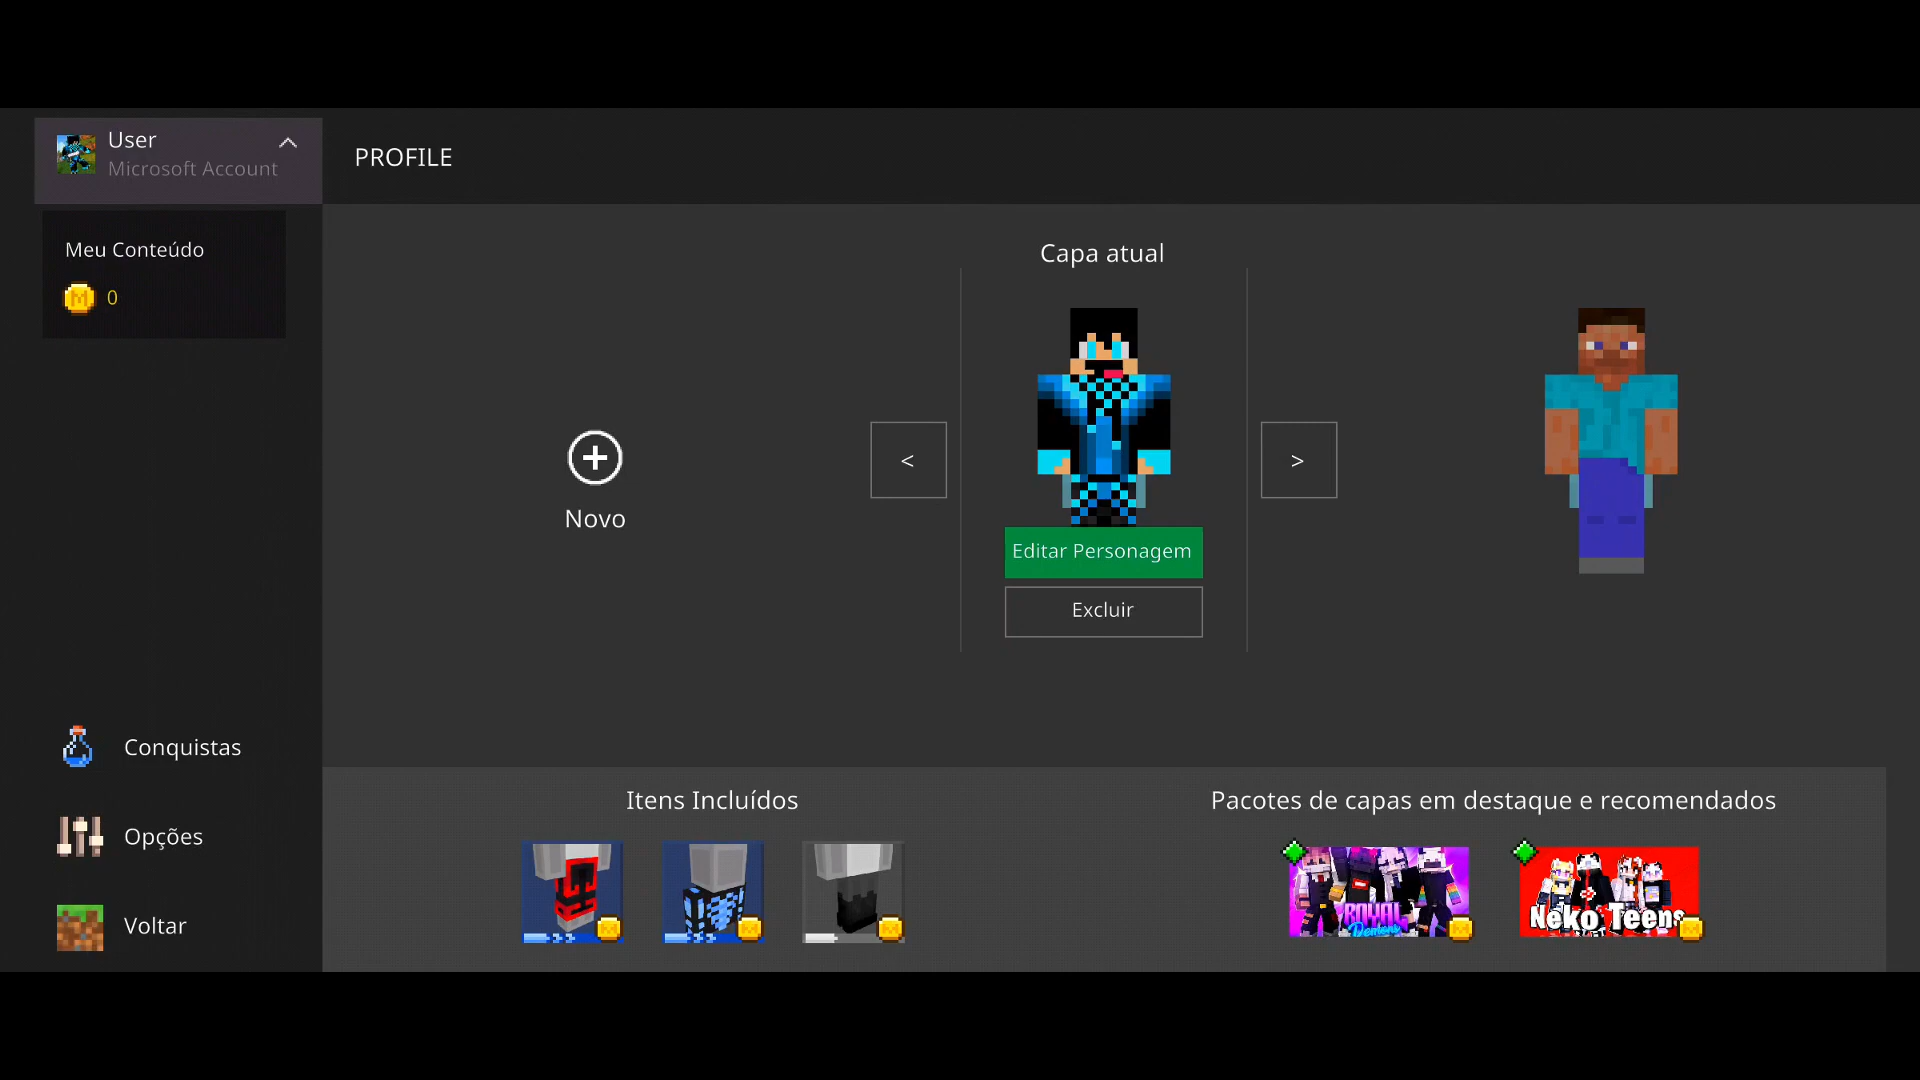 User
Microsoft Account
PROFILE
Meu Conteúdo
0
Capa atual
Novo
<
>
Editar Personagem
Excluir
Conquistas
Opções
Voltar
Itens Incluídos
Pacotes de capas em destaque e recomendados
ROYAL
Demons
Neko Teens